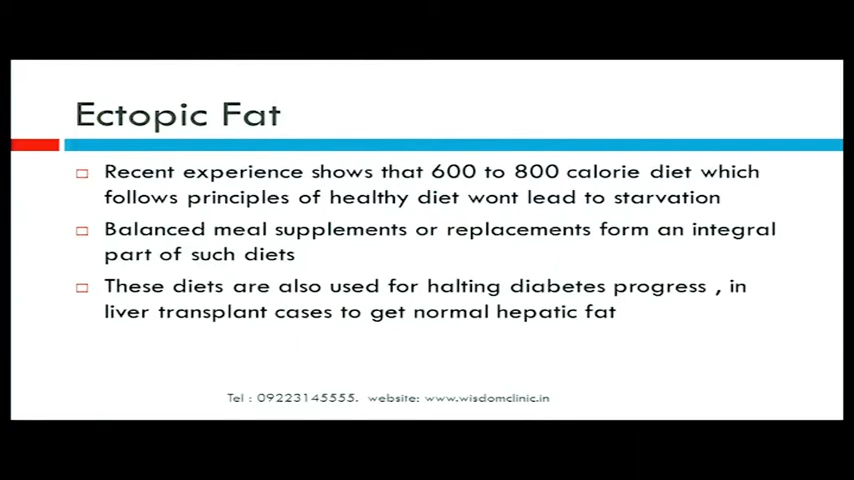 Ectopic Fat
Recent experience shows that 600 to 800 calorie diet which
follows principles of healthy diet wont lead to starvation
Balanced meal supplements or replacements form an integral
part of such diets
These diets are also used for halting diabetes progress , in
liver transplant cases to get normal hepatic fat
Tel : 09223145555. website: www.wisdomclinic.in